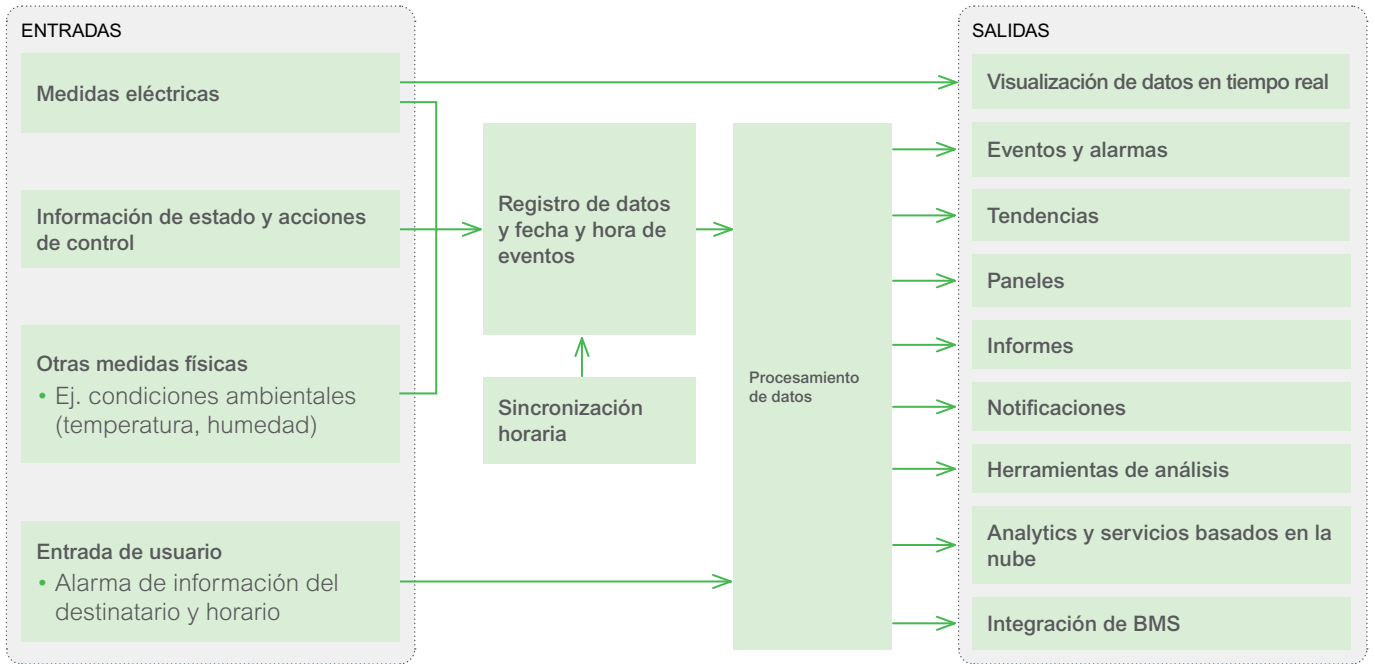 ENTRADAS
Medidas eléctricas
Información de estado y acciones
de control
Otras medidas físicas
• Ej. condiciones ambientales
(temperatura, humedad)
Entrada de usuario
• Alarma de información del
destinatario y horario
Registro de datos
y fecha y hora de
eventos
Sincronización
horaria
Procesamiento
de datos
SALIDAS
Visualización de datos en tiempo real
Eventos y alarmas
Tendencias
Paneles
Informes
Notificaciones
Herramientas de análisis
Analytics y servicios basados en la
nube
Integración de BMS